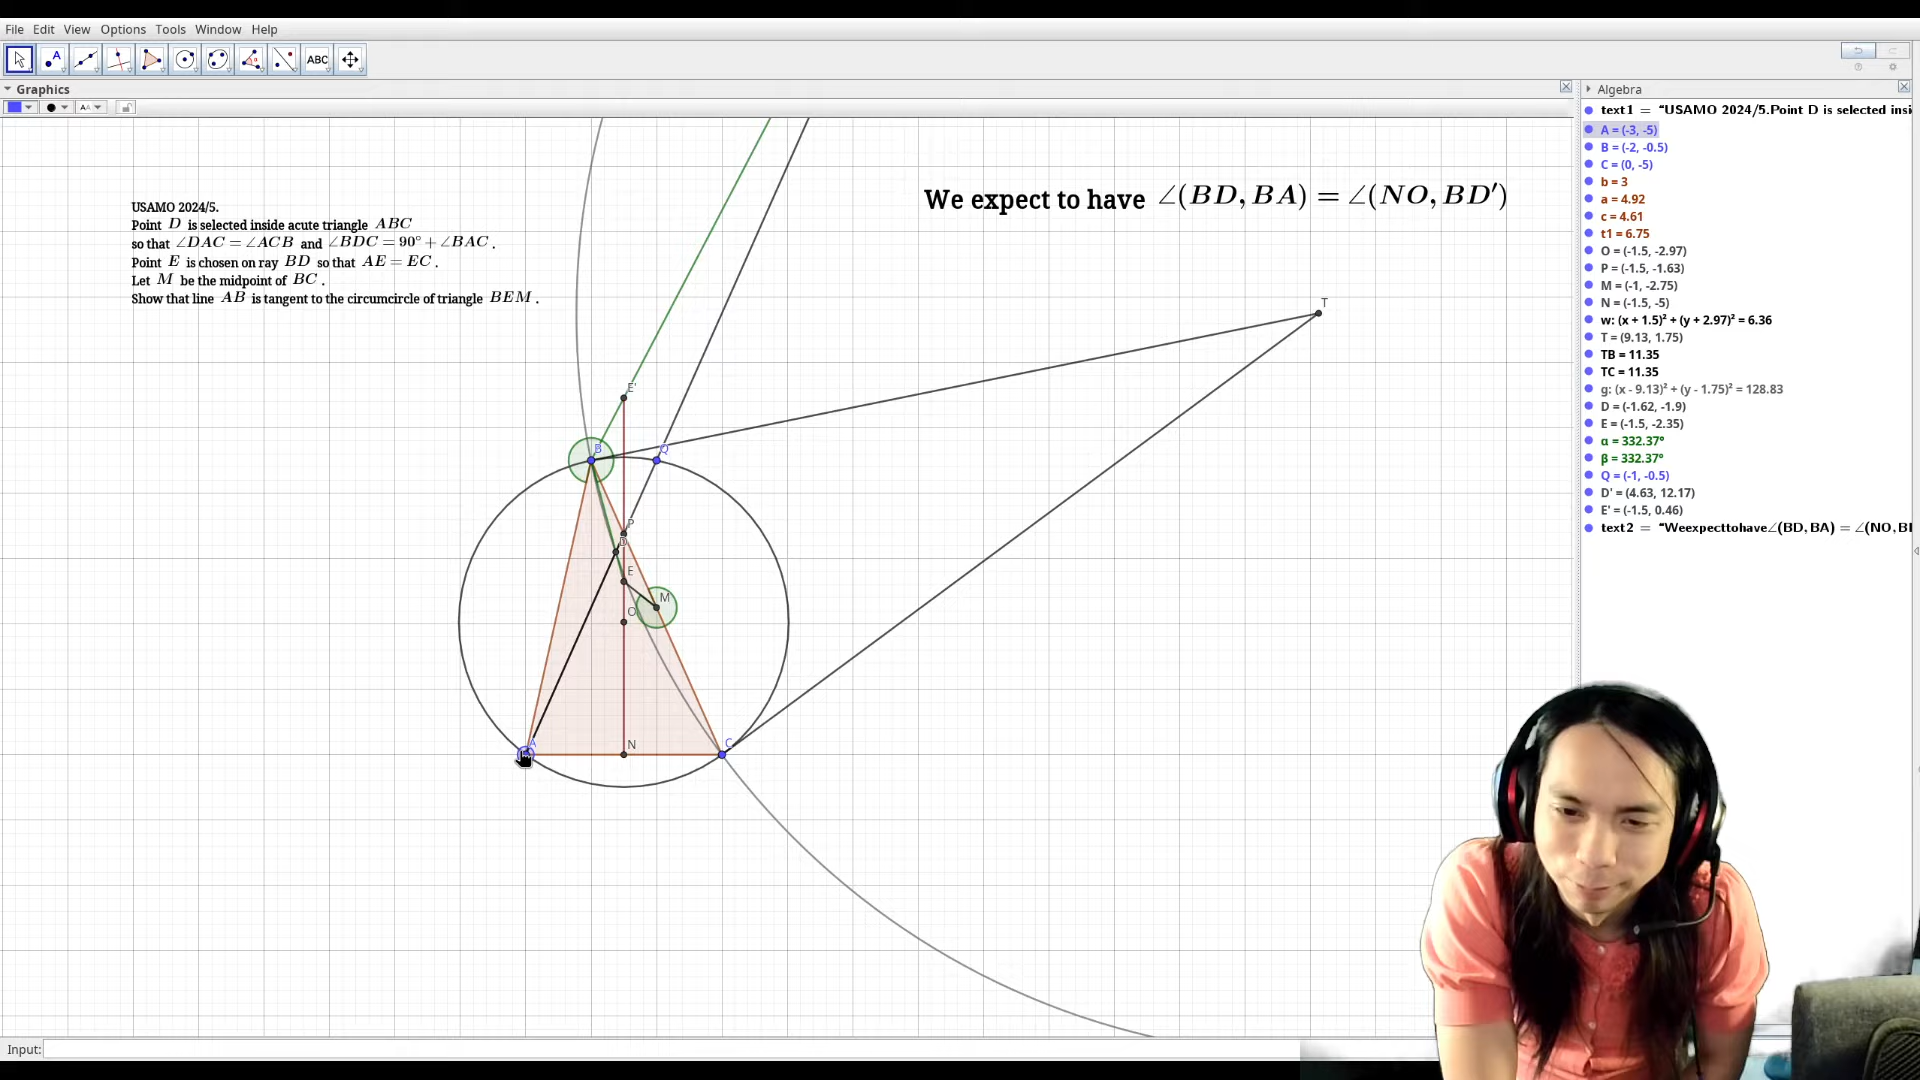 File Edit View Options Tools Window Help
A ABC
Graphics
AA
USAMO 2024/5.
Point D is selected inside acute triangle ABC
so that ∠DAC = ∠ACB and ∠BDC = 90° + ∠BAC .
Point E is chosen on ray BD so that AE = EC .
Let M be the midpoint of BC .
Show that line AB is tangent to the circumcircle of triangle BEM .
We expect to have ∠(BD, BA) = ∠(NO, BD′)
T
E'
B
Q
P
D
E
M
O
A
N
C
Algebra
text1 = “USAMO 2024/5.Point D is selected insi
A = (-3, -5)
B = (-2, -0.5)
C = (0, -5)
b = 3
a = 4.92
c = 4.61
t1 = 6.75
O = (-1.5, -2.97)
P = (-1.5, -1.63)
M = (-1, -2.75)
N = (-1.5, -5)
w: (x + 1.5)² + (y + 2.97)² = 6.36
T = (9.13, 1.75)
TB = 11.35
TC = 11.35
g: (x - 9.13)² + (y - 1.75)² = 128.83
D = (-1.62, -1.9)
E = (-1.5, -2.35)
α = 332.37°
β = 332.37°
Q = (-1, -0.5)
D' = (4.63, 12.17)
E' = (-1.5, 0.46)
text2 = “Weexpecttohave∠(BD, BA) = ∠(NO, BI
Input: